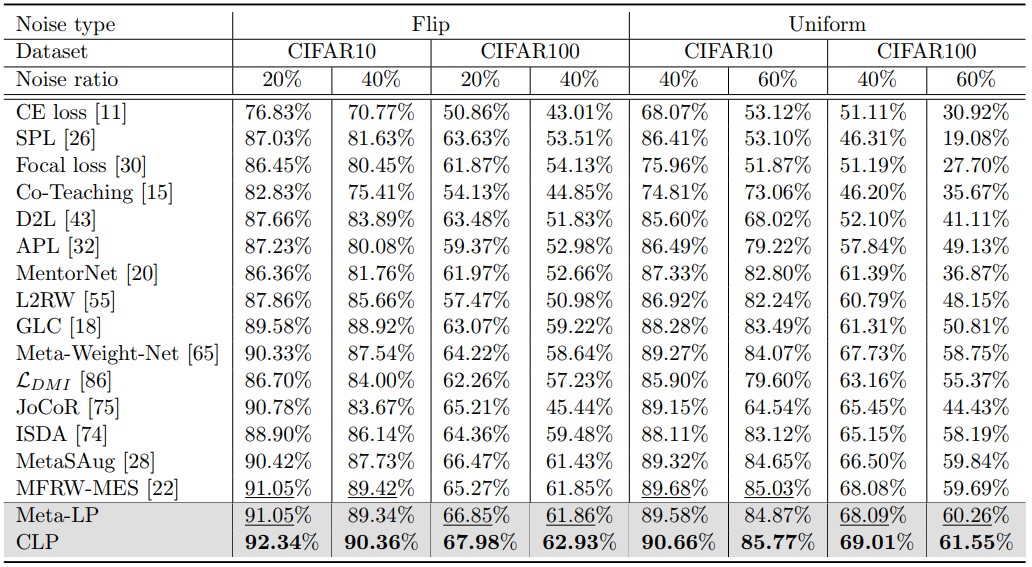 Noise type Flip Uniform
Dataset CIFAR10 CIFAR100 CIFAR10 CIFAR100
Noise ratio 20% 40% 20% 40% 40% 60% 40% 60%
CE loss [11] 76.83% 70.77% 50.86% 43.01% 68.07% 53.12% 51.11% 30.92%
SPL [26] 87.03% 81.63% 63.63% 53.51% 86.41% 53.10% 46.31% 19.08%
Focal loss [30] 86.45% 80.45% 61.87% 54.13% 75.96% 51.87% 51.19% 27.70%
Co-Teaching [15] 82.83% 75.41% 54.13% 44.85% 74.81% 73.06% 46.20% 35.67%
D2L [43] 87.66% 83.89% 63.48% 51.83% 85.60% 68.02% 52.10% 41.11%
APL [32] 87.23% 80.08% 59.37% 52.98% 86.49% 79.22% 57.84% 49.13%
MentorNet [20] 86.36% 81.76% 61.97% 52.66% 87.33% 82.80% 61.39% 36.87%
L2RW [55] 87.86% 85.66% 57.47% 50.98% 86.92% 82.24% 60.79% 48.15%
GLC [18] 89.58% 88.92% 63.07% 59.22% 88.28% 83.49% 61.31% 50.81%
Meta-Weight-Net [65] 90.33% 87.54% 64.22% 58.64% 89.27% 84.07% 67.73% 58.75%
ℒDMI [86] 86.70% 84.00% 62.26% 57.23% 85.90% 79.60% 63.16% 55.37%
JoCoR [75] 90.78% 83.67% 65.21% 45.44% 89.15% 64.54% 65.45% 44.43%
ISDA [74] 88.90% 86.14% 64.36% 59.48% 88.11% 83.12% 65.15% 58.19%
MetaSAug [28] 90.42% 87.73% 66.47% 61.43% 89.32% 84.65% 66.50% 59.84%
MFRW-MES [22] 91.05% 89.42% 65.27% 61.85% 89.68% 85.03% 68.08% 59.69%
Meta-LP 91.05% 89.34% 66.85% 61.86% 89.58% 84.87% 68.09% 60.26%
CLP 92.34% 90.36% 67.98% 62.93% 90.66% 85.77% 69.01% 61.55%